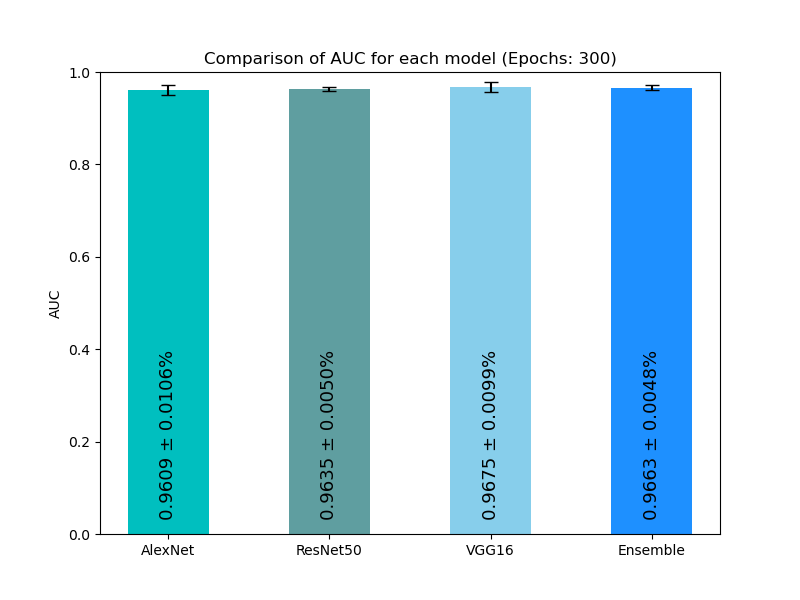 Comparison of AUC for each model (Epochs: 300)
1.0
0.8
0.6
0.4
0.2
0.0
AUC
0.9609 ± 0.0106%
0.9635 ± 0.0050%
0.9675 ± 0.0099%
0.9663 ± 0.0048%
AlexNet
ResNet50
VGG16
Ensemble